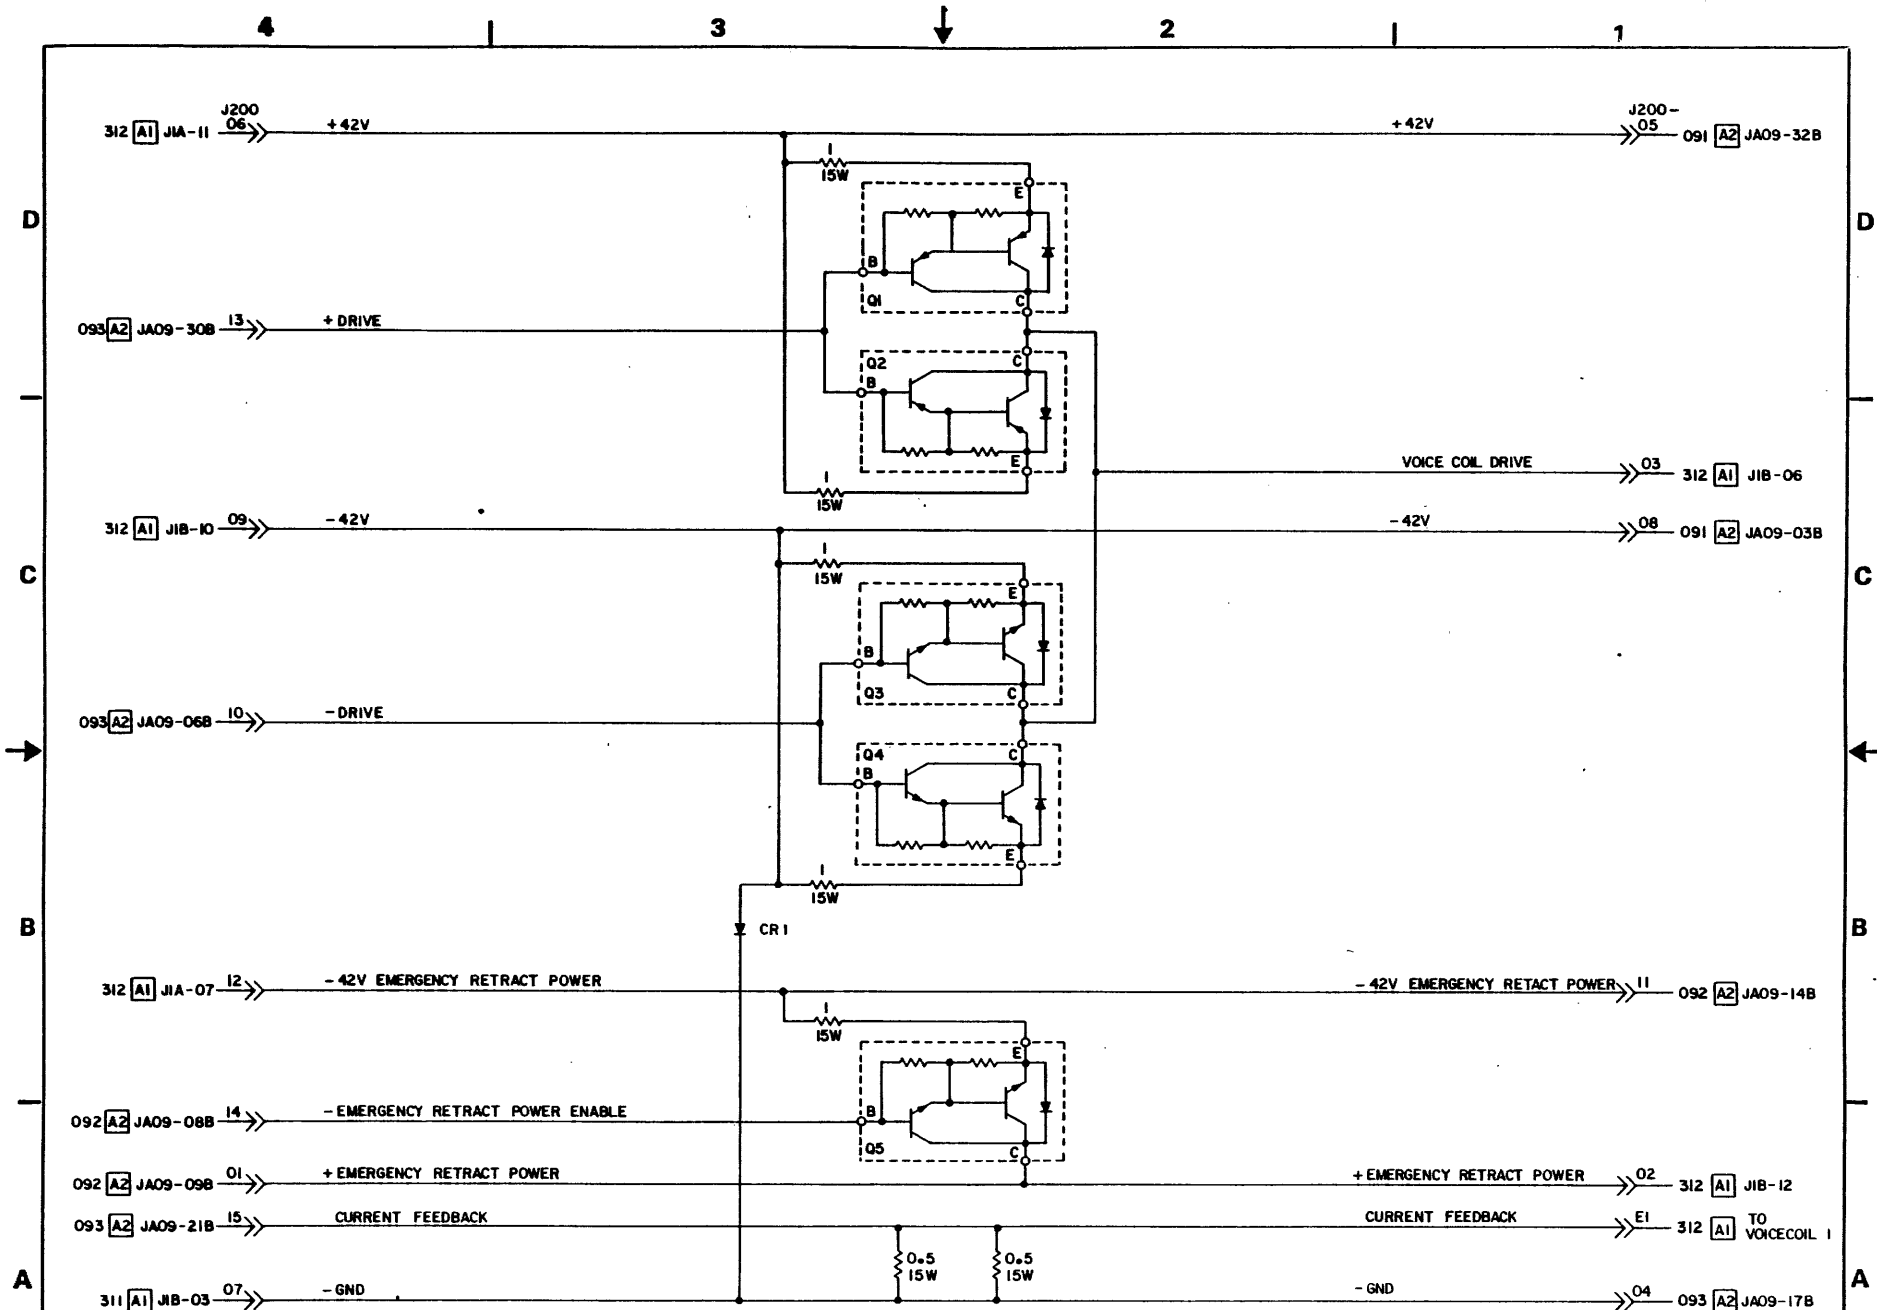 4 3 2 1
J200 J200-
312 A1 J1A-11 06 +42V +42V 05 091 A2 JA09-32B
1
15W
E
D D
B
Q1 C
093 A2 JA09-30B 13 +DRIVE
Q2 C
B
E
VOICE COIL DRIVE 03 312 A1 J1B-06
1
15W
312 A1 J1B-10 09 -42V -42V 08 091 A2 JA09-03B
1
15W
C C
E
B
Q3 C
093 A2 JA09-06B 10 -DRIVE
Q4 C
B
E
1
15W
B CR1 B
312 A1 J1A-07 12 -42V EMERGENCY RETRACT POWER -42V EMERGENCY RETACT POWER 11 092 A2 JA09-14B
1
15W
E
092 A2 JA09-08B 14 -EMERGENCY RETRACT POWER ENABLE B
Q5 C
092 A2 JA09-09B 01 +EMERGENCY RETRACT POWER +EMERGENCY RETRACT POWER 02 312 A1 J1B-12
093 A2 JA09-21B 15 CURRENT FEEDBACK CURRENT FEEDBACK E1 312 A1 TO
VOICECOIL 1
0.5 0.5
15W 15W
A A
311 A1 J1B-03 07 -GND -GND 04 093 A2 JA09-17B